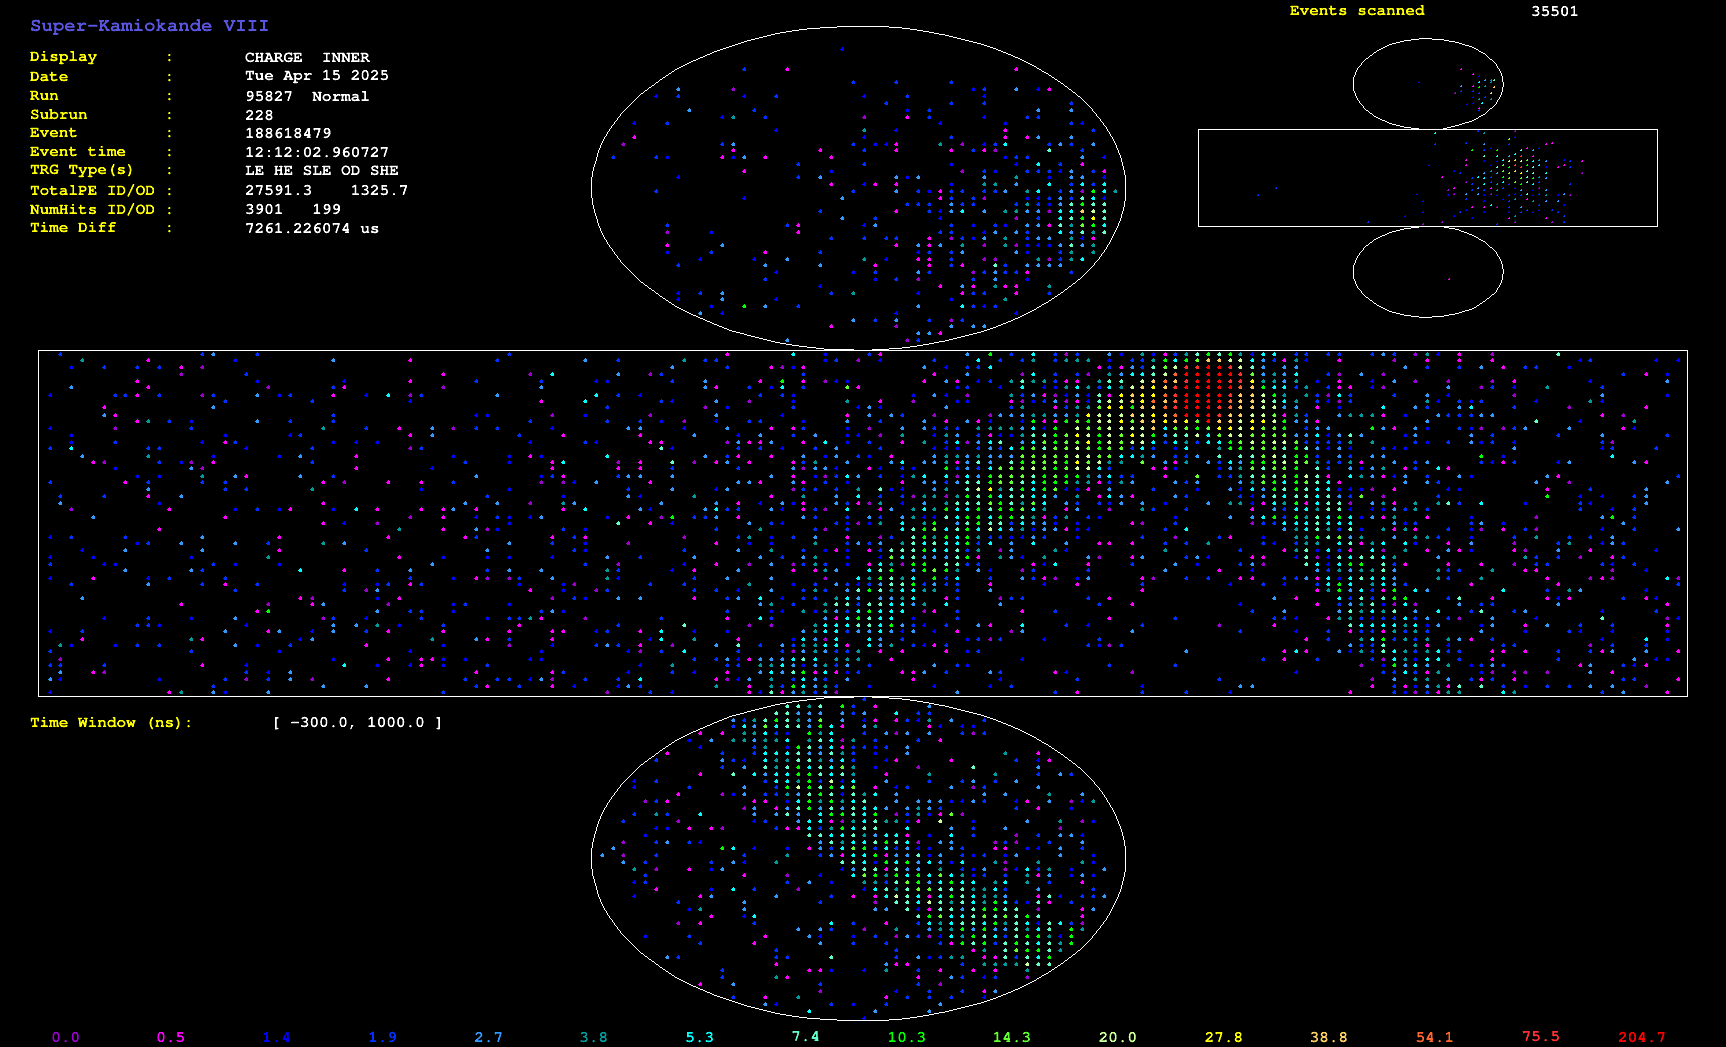 Super-Kamiokande VIII
Events scanned 35501
Display : CHARGE INNER
Date : Tue Apr 15 2025
Run : 95827 Normal
Subrun : 228
Event : 188618479
Event time : 12:12:02.960727
TRG Type(s) : LE HE SLE OD SHE
TotalPE ID/OD : 27591.3 1325.7
NumHits ID/OD : 3901 199
Time Diff : 7261.226074 us
Time Window (ns): [ -300.0, 1000.0 ]
0.0 0.5 1.4 1.9 2.7 3.8 5.3 7.4 10.3 14.3 20.0 27.8 38.8 54.1 75.5 204.7